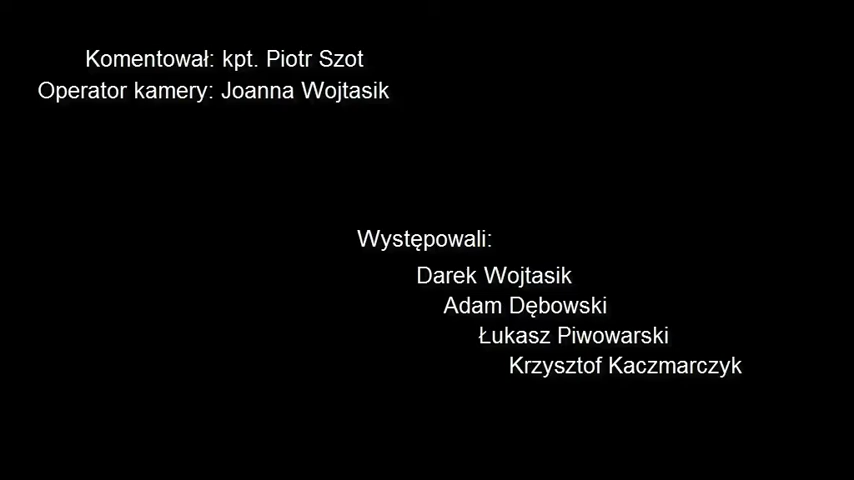 Komentował: kpt. Piotr Szot
Operator kamery: Joanna Wojtasik
Występowali:
Darek Wojtasik
Adam Dębowski
Łukasz Piwowarski
Krzysztof Kaczmarczyk